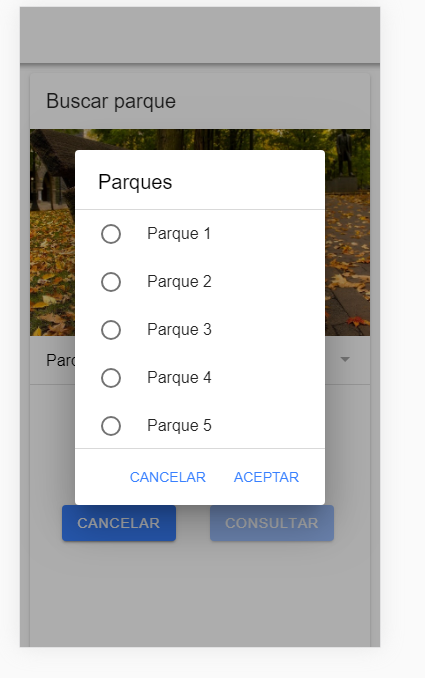 Buscar parque
Parques
Parque 1
Parque 2
Parque 3
Parque 4
Parque 5
CANCELAR ACEPTAR
CANCELAR CONSULTAR